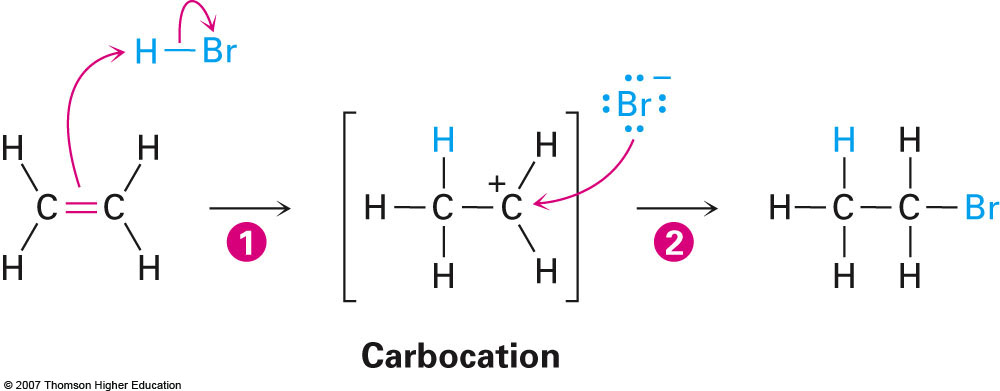 H—Br
:Br:−
H H H H H H H
H C=C H—C—C+ H—C—C—Br
1 2
H H H H H H
Carbocation
© 2007 Thomson Higher Education